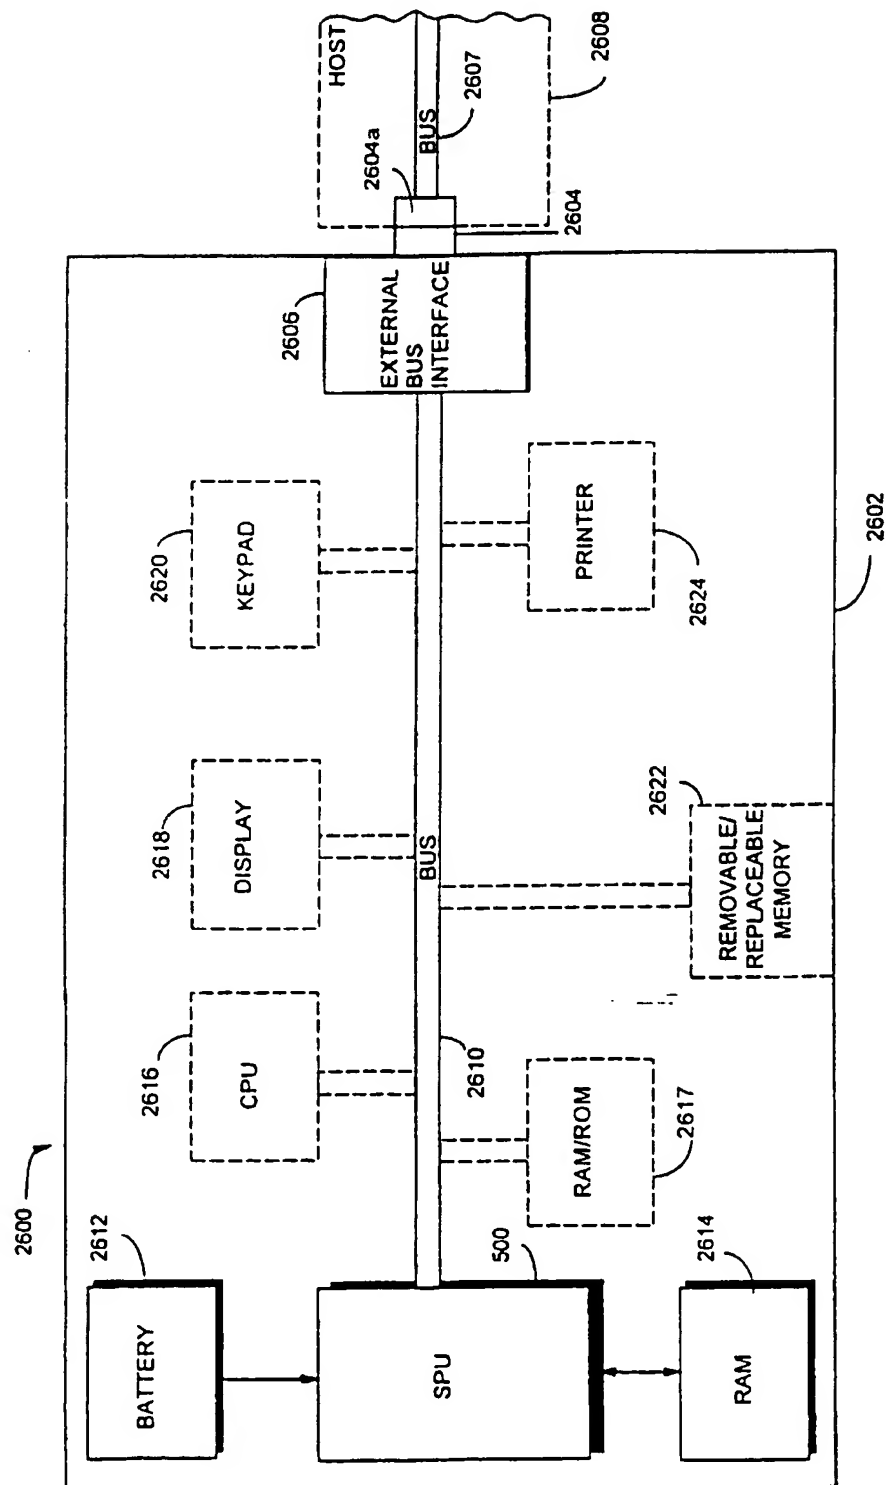 2600
BATTERY
2612
SPU
500
RAM
2614
CPU
2616
RAM/ROM
2617
2610
DISPLAY
2618
BUS
REMOVABLE/
REPLACEABLE
MEMORY
2622
KEYPAD
2620
PRINTER
2624
2602
EXTERNAL
BUS
INTERFACE
2606
2604
2604a
BUS
2607
HOST
2608